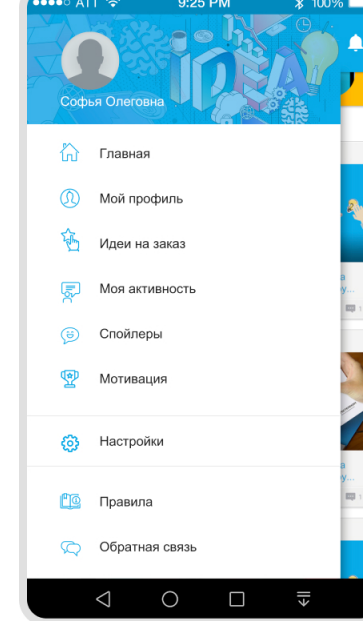 ATT 9:25 PM 100%
IDEA
Софья Олеговна
Главная
Мой профиль
Идеи на заказ
Моя активность
Спойлеры
Мотивация
Настройки
Правила
Обратная связь